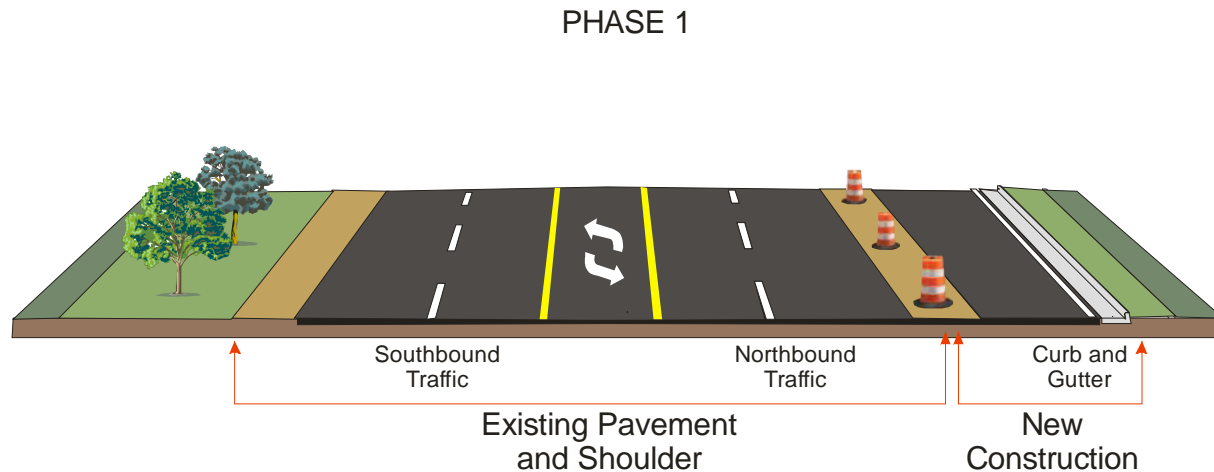 PHASE 1
Southbound
Traffic
Northbound
Traffic
Curb and
Gutter
Existing Pavement
and Shoulder
New
Construction